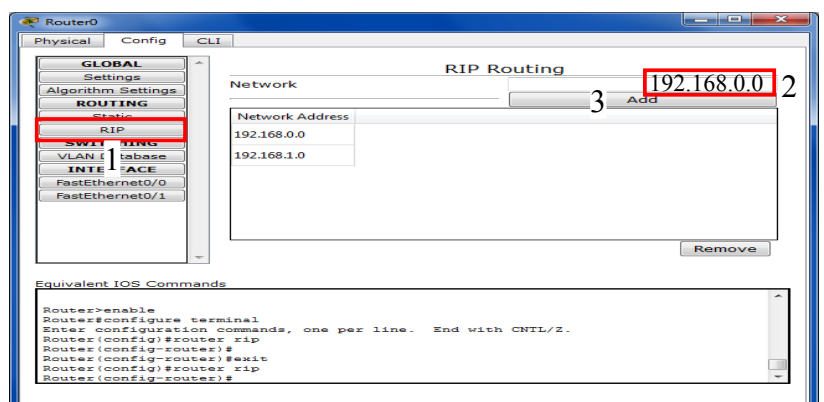 Router0
Physical Config CLI
GLOBAL
Settings
Algorithm Settings
ROUTING
Static
RIP
SWITCHING
VLAN Database
INTERFACE
FastEthernet0/0
FastEthernet0/1
1
RIP Routing
Network
192.168.0.0 2
3 Add
Network Address
192.168.0.0
192.168.1.0
Remove
Equivalent IOS Commands
Router>enable
Router#configure terminal
Enter configuration commands, one per line. End with CNTL/Z.
Router(config)#router rip
Router(config-router)#
Router(config-router)#exit
Router(config)#router rip
Router(config-router)#